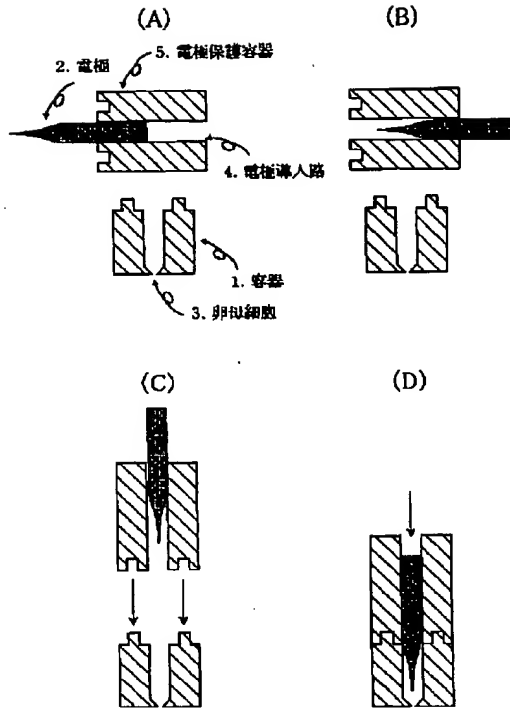 (A)
(B)
5. 電極保護容器
2. 電極
4. 電極導入路
1. 容器
3. 卵母細胞
(C)
(D)